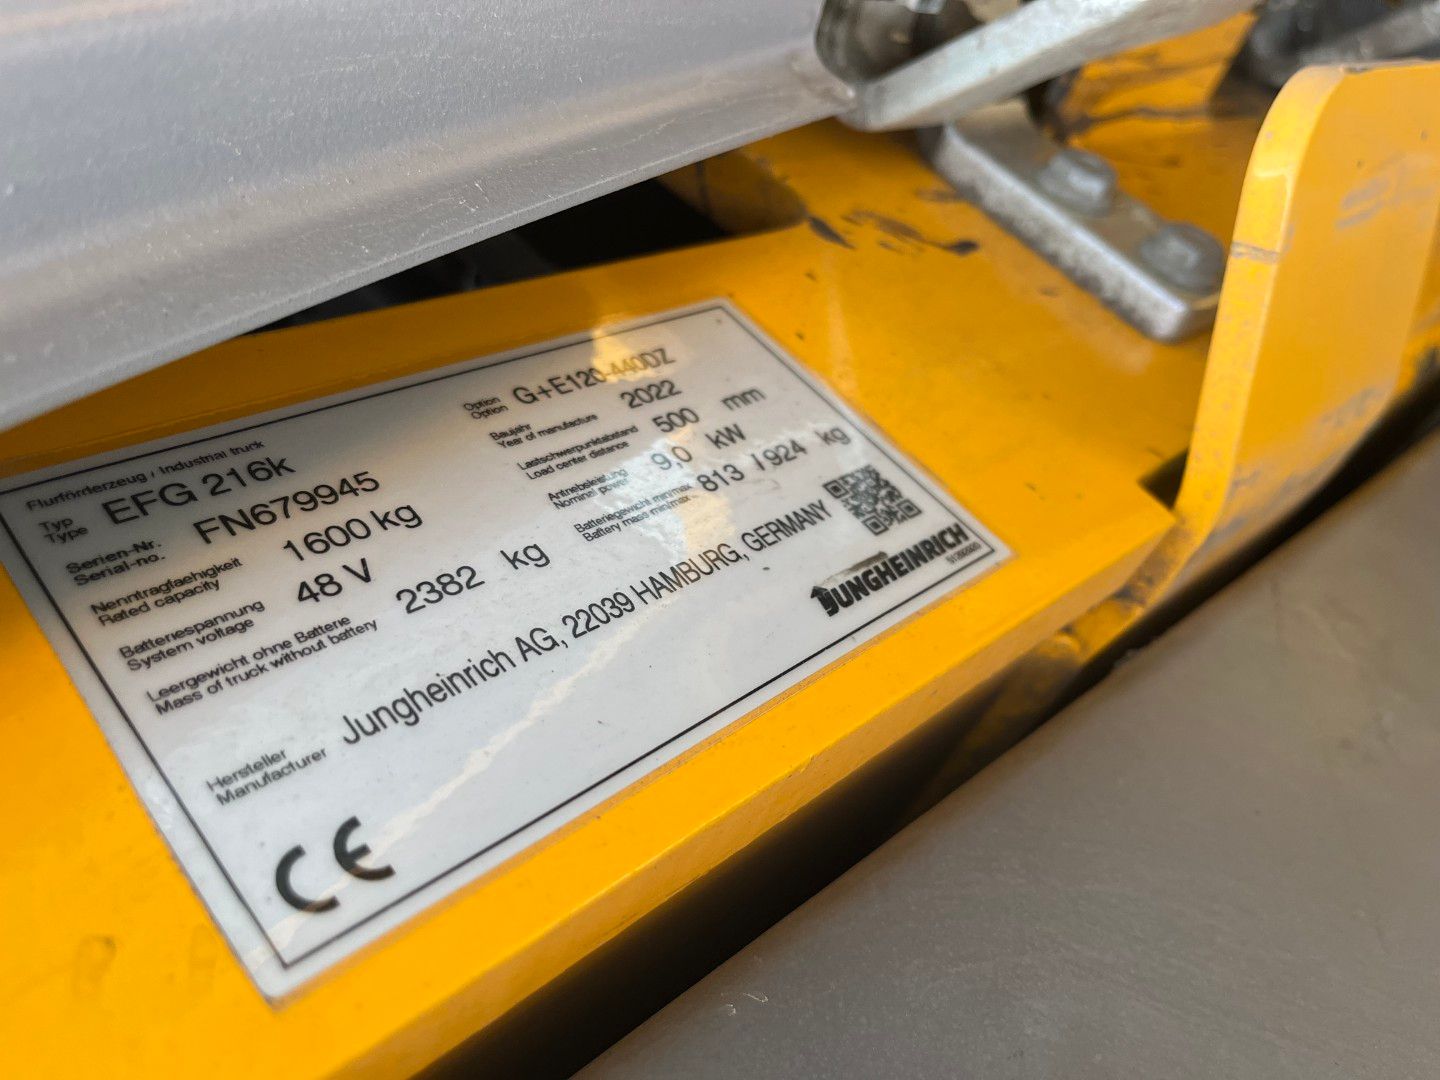 Flurförderzeug / Industrial truck
Typ
Type
EFG 216k
Option
Option
G+E120-440DZ
Serien-Nr.
Serial-no.
FN679945
Baujahr
Year of manufacture
2022
Nenntragfaehigkeit
Rated capacity
1600 kg
Lastschwerpunktabstand
Load center distance
500 mm
Batteriespannung
System voltage
48 V
Antriebsleistung
Nominal power
9,0 kW
Leergewicht ohne Batterie
Mass of truck without battery
2382 kg
Batteriegewicht min/max
Battery mass min/max
813 / 924 kg
Hersteller
Manufacturer
Jungheinrich AG, 22039 HAMBURG, GERMANY
JUNGHEINRICH
CE